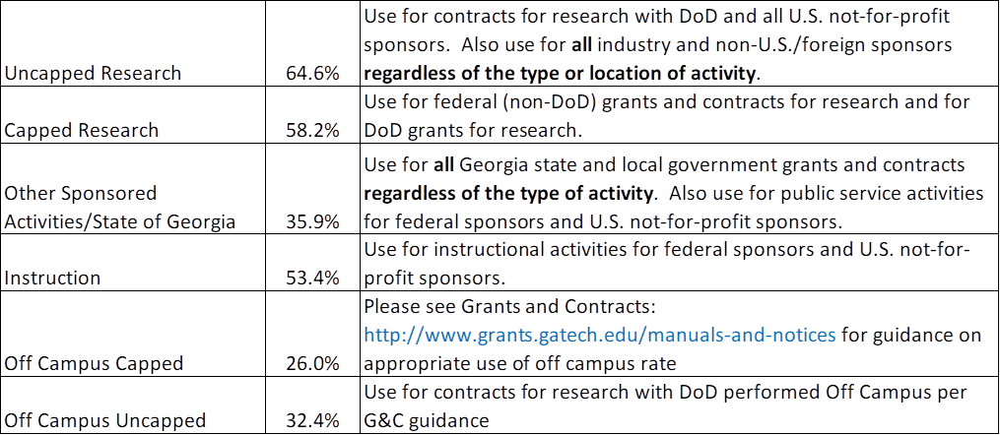 Uncapped Research 64.6% Use for contracts for research with DoD and all U.S. not-for-profit
sponsors.  Also use for all industry and non-U.S./foreign sponsors
regardless of the type or location of activity.
Capped Research 58.2% Use for federal (non-DoD) grants and contracts for research and for
DoD grants for research.
Other Sponsored
Activities/State of Georgia 35.9% Use for all Georgia state and local government grants and contracts
regardless of the type of activity.  Also use for public service activities
for federal sponsors and U.S. not-for-profit sponsors.
Instruction 53.4% Use for instructional activities for federal sponsors and U.S. not-for-
profit sponsors.
Off Campus Capped 26.0% Please see Grants and Contracts:
http://www.grants.gatech.edu/manuals-and-notices for guidance on
appropriate use of off campus rate
Off Campus Uncapped 32.4% Use for contracts for research with DoD performed Off Campus per
G&C guidance